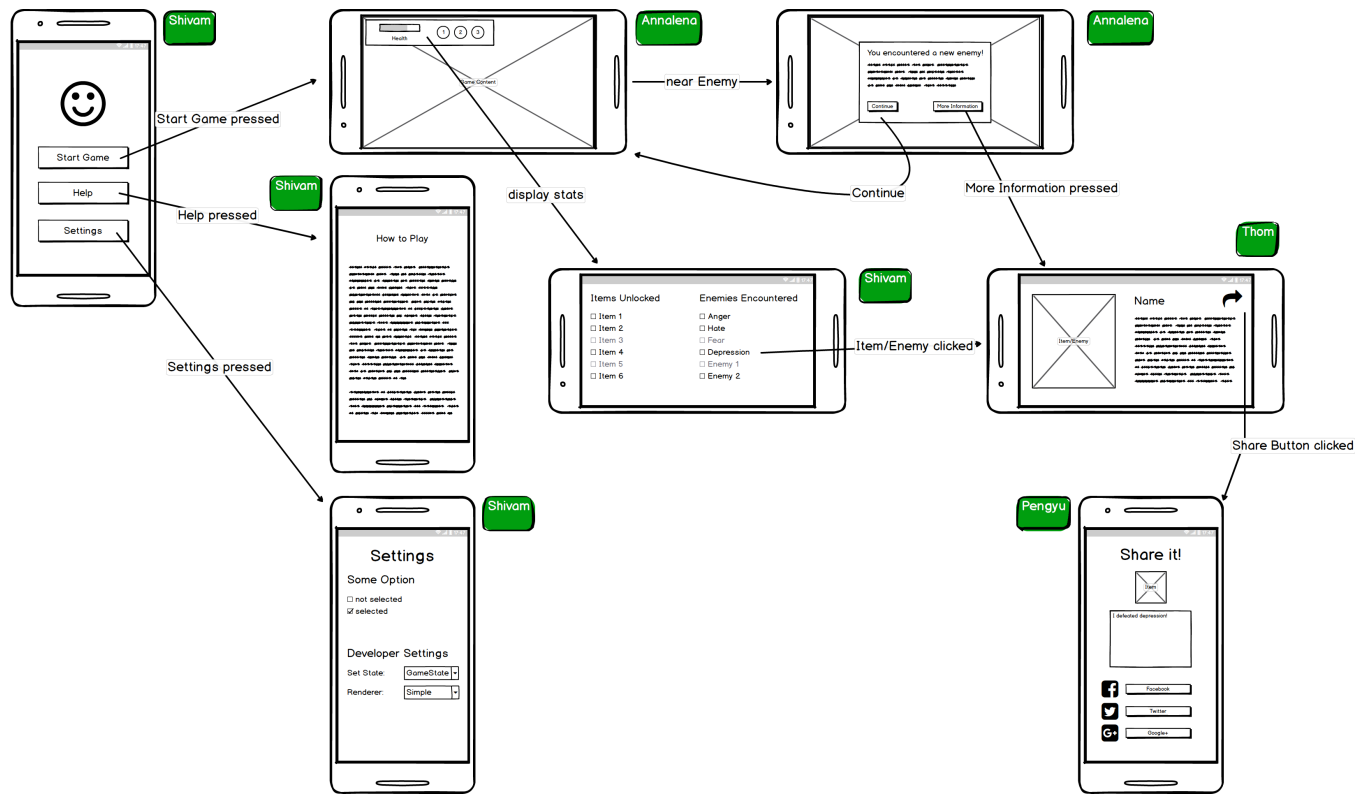 Shivam
Start Game
Help
Settings
Start Game pressed
Help pressed
Settings pressed
Annalena
Health
1 2 3
Game Content
near Enemy
Annalena
You encountered a new enemy!
Continue
More Information
Continue
More Information pressed
display stats
Shivam
How to Play
Shivam
Items Unlocked
Item 1
Item 2
Item 3
Item 4
Item 5
Item 6
Enemies Encountered
Anger
Hate
Fear
Depression
Enemy 1
Enemy 2
Item/Enemy clicked
Thom
Item/Enemy
Name
Share Button clicked
Shivam
Settings
Some Option
not selected
selected
Developer Settings
Set State: GameState
Renderer: Simple
Pengyu
Share it!
Item
I defeated depression!
Facebook
Twitter
G+ Google+